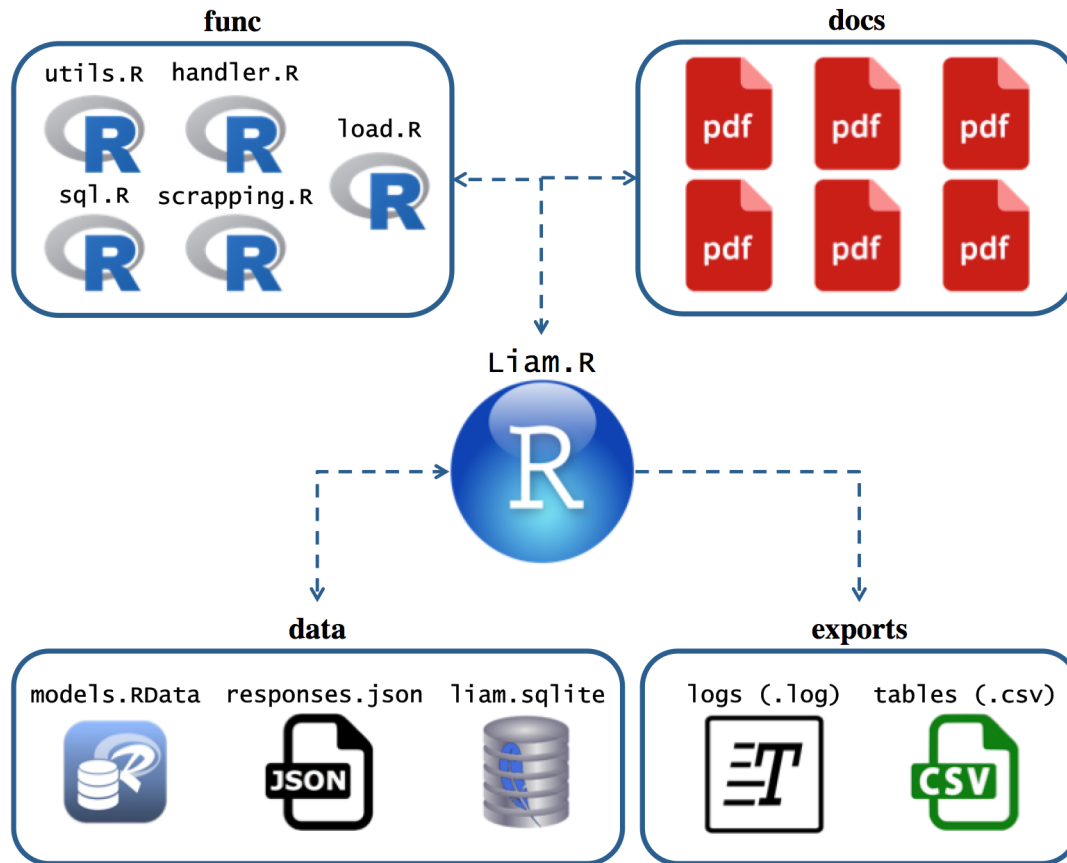 func
docs
utils.R handler.R
load.R
R R
R
sql.R scrapping.R
R R
pdf pdf pdf
pdf pdf pdf
Liam.R
R
data
exports
models.RData responses.json liam.sqlite
logs (.log) tables (.csv)
R
JSON
T
CSV